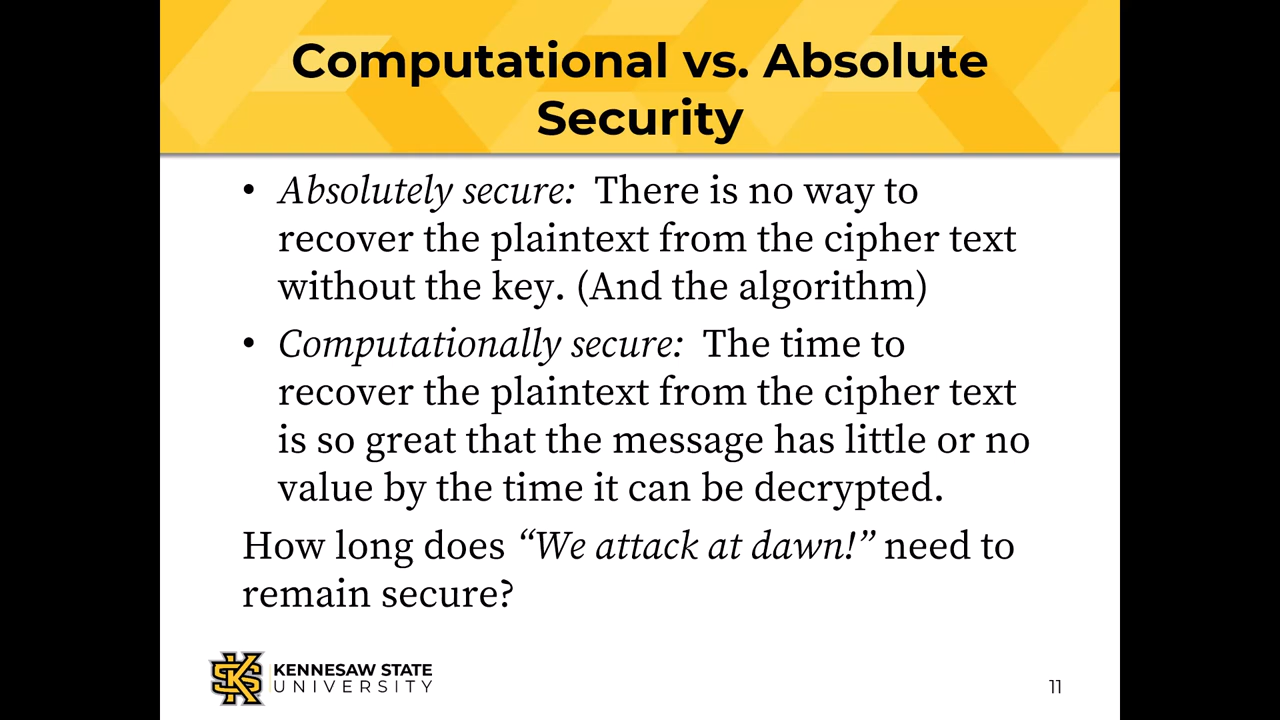 Computational vs. Absolute
Security
• Absolutely secure: There is no way to
recover the plaintext from the cipher text
without the key. (And the algorithm)
• Computationally secure: The time to
recover the plaintext from the cipher text
is so great that the message has little or no
value by the time it can be decrypted.
How long does “We attack at dawn!” need to
remain secure?
KENNESAW STATE
UNIVERSITY
11